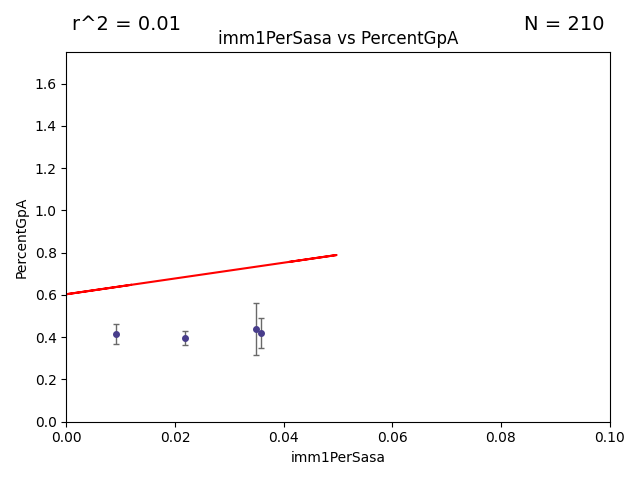 r^2 = 0.01
N = 210
imm1PerSasa vs PercentGpA
1.6
1.4
1.2
1.0
0.8
0.6
0.4
0.2
0.0
PercentGpA
0.00 0.02 0.04 0.06 0.08 0.10
imm1PerSasa